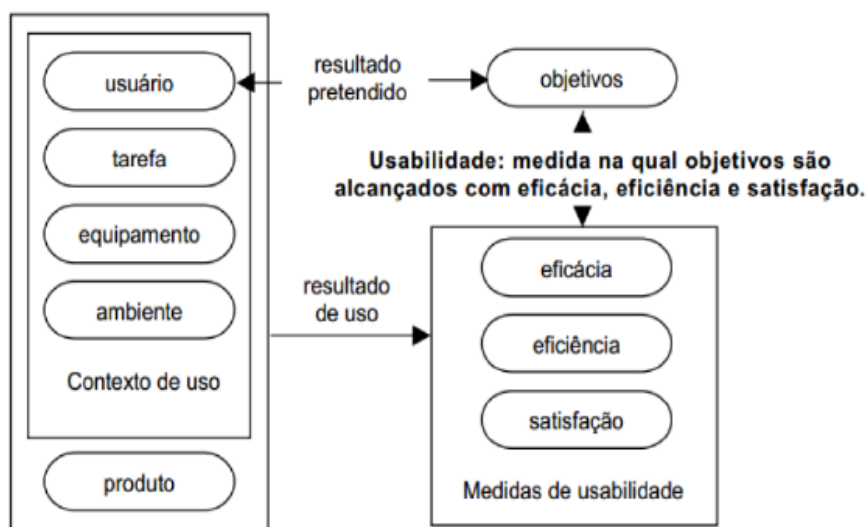 usuário
tarefa
equipamento
ambiente
Contexto de uso
produto
resultado
pretendido
objetivos
Usabilidade: medida na qual objetivos são
alcançados com eficácia, eficiência e satisfação.
resultado
de uso
eficácia
eficiência
satisfação
Medidas de usabilidade